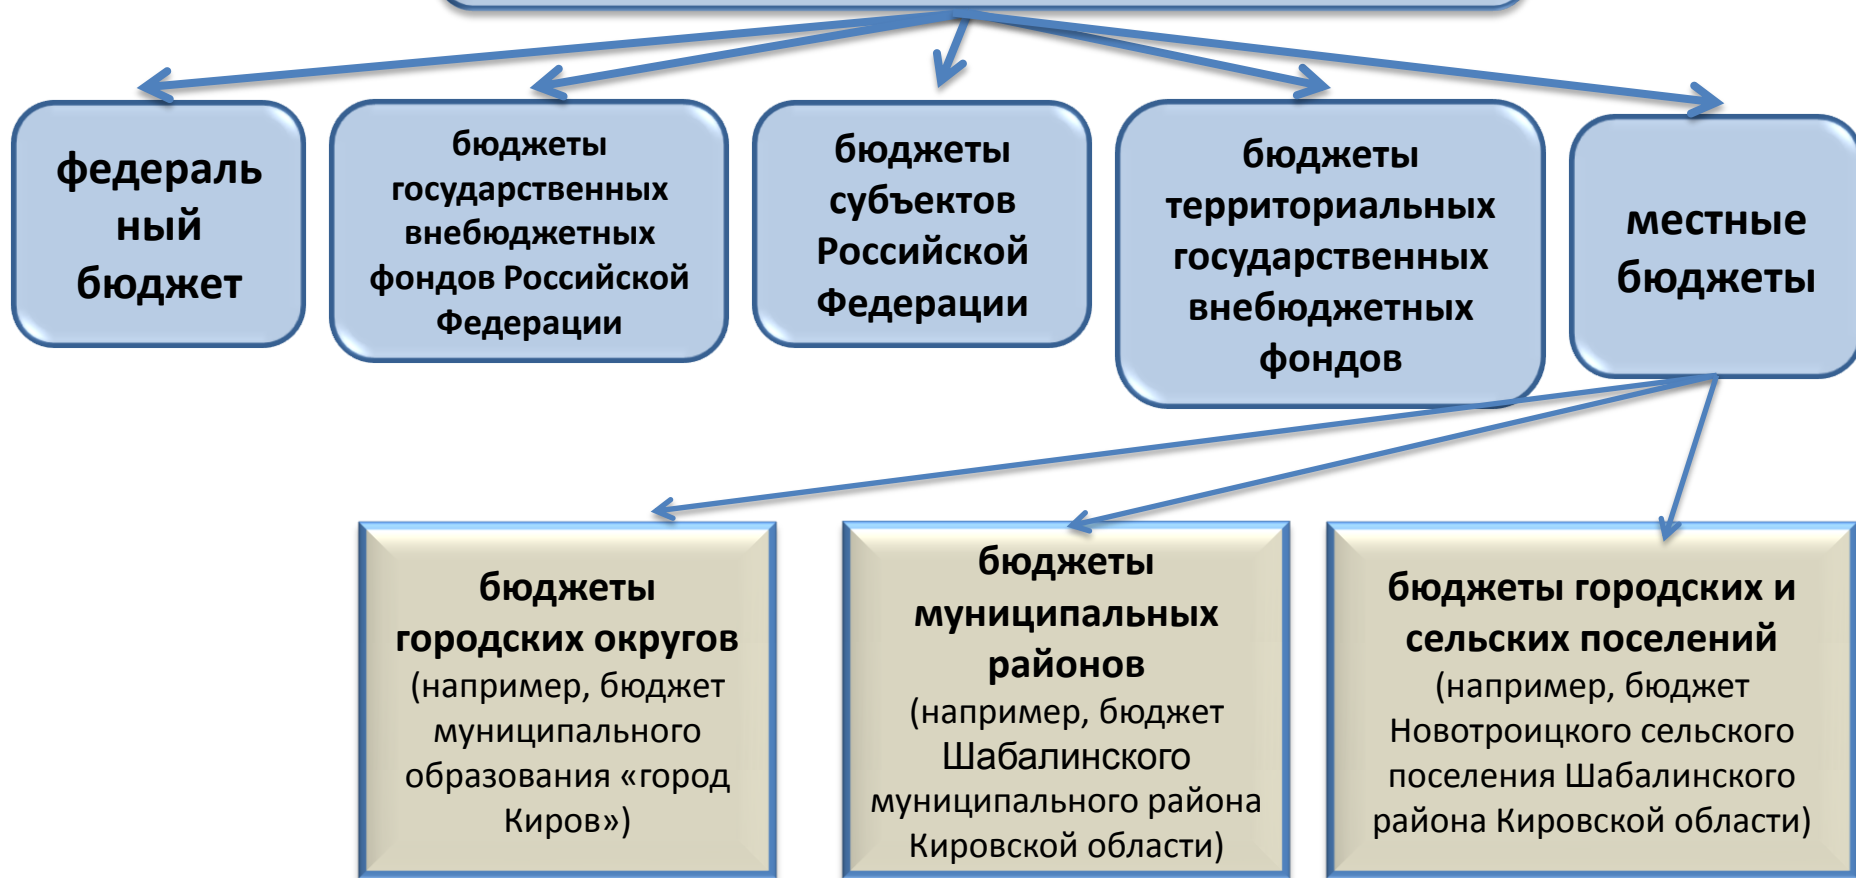 федераль
ный
бюджет
бюджеты
государственных
внебюджетных
фондов Российской
Федерации
бюджеты
субъектов
Российской
Федерации
бюджеты
территориальных
государственных
внебюджетных
фондов
местные
бюджеты
бюджеты
городских округов
(например, бюджет
муниципального
образования «город
Киров»)
бюджеты
муниципальных
районов
(например, бюджет
Шабалинского
муниципального района
Кировской области)
бюджеты городских и
сельских поселений
(например, бюджет
Новотроицкого сельского
поселения Шабалинского
района Кировской области)